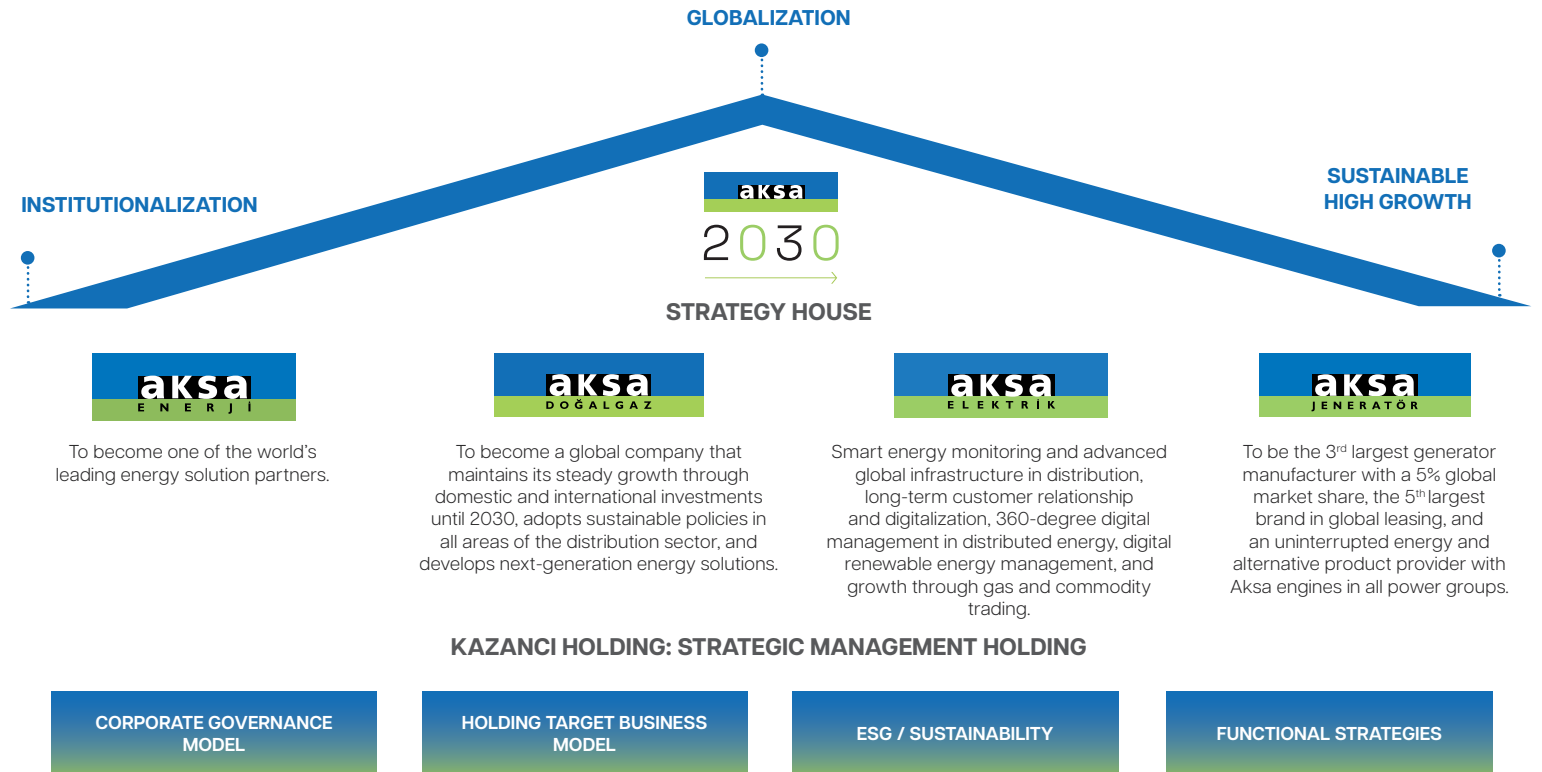 GLOBALIZATION
INSTITUTIONALIZATION
SUSTAINABLE
HIGH GROWTH
aksa
2030
STRATEGY HOUSE
aksa
ENERJİ
To become one of the world's
leading energy solution partners.
aksa
DOĞALGAZ
To become a global company that
maintains its steady growth through
domestic and international investments
until 2030, adopts sustainable policies in
all areas of the distribution sector, and
develops next-generation energy solutions.
aksa
ELEKTRİK
Smart energy monitoring and advanced
global infrastructure in distribution,
long-term customer relationship
and digitalization, 360-degree digital
management in distributed energy, digital
renewable energy management, and
growth through gas and commodity
trading.
aksa
JENERATÖR
To be the 3rd largest generator
manufacturer with a 5% global
market share, the 5th largest
brand in global leasing, and
an uninterrupted energy and
alternative product provider with
Aksa engines in all power groups.
KAZANCI HOLDING: STRATEGIC MANAGEMENT HOLDING
CORPORATE GOVERNANCE
MODEL
HOLDING TARGET BUSINESS
MODEL
ESG / SUSTAINABILITY
FUNCTIONAL STRATEGIES